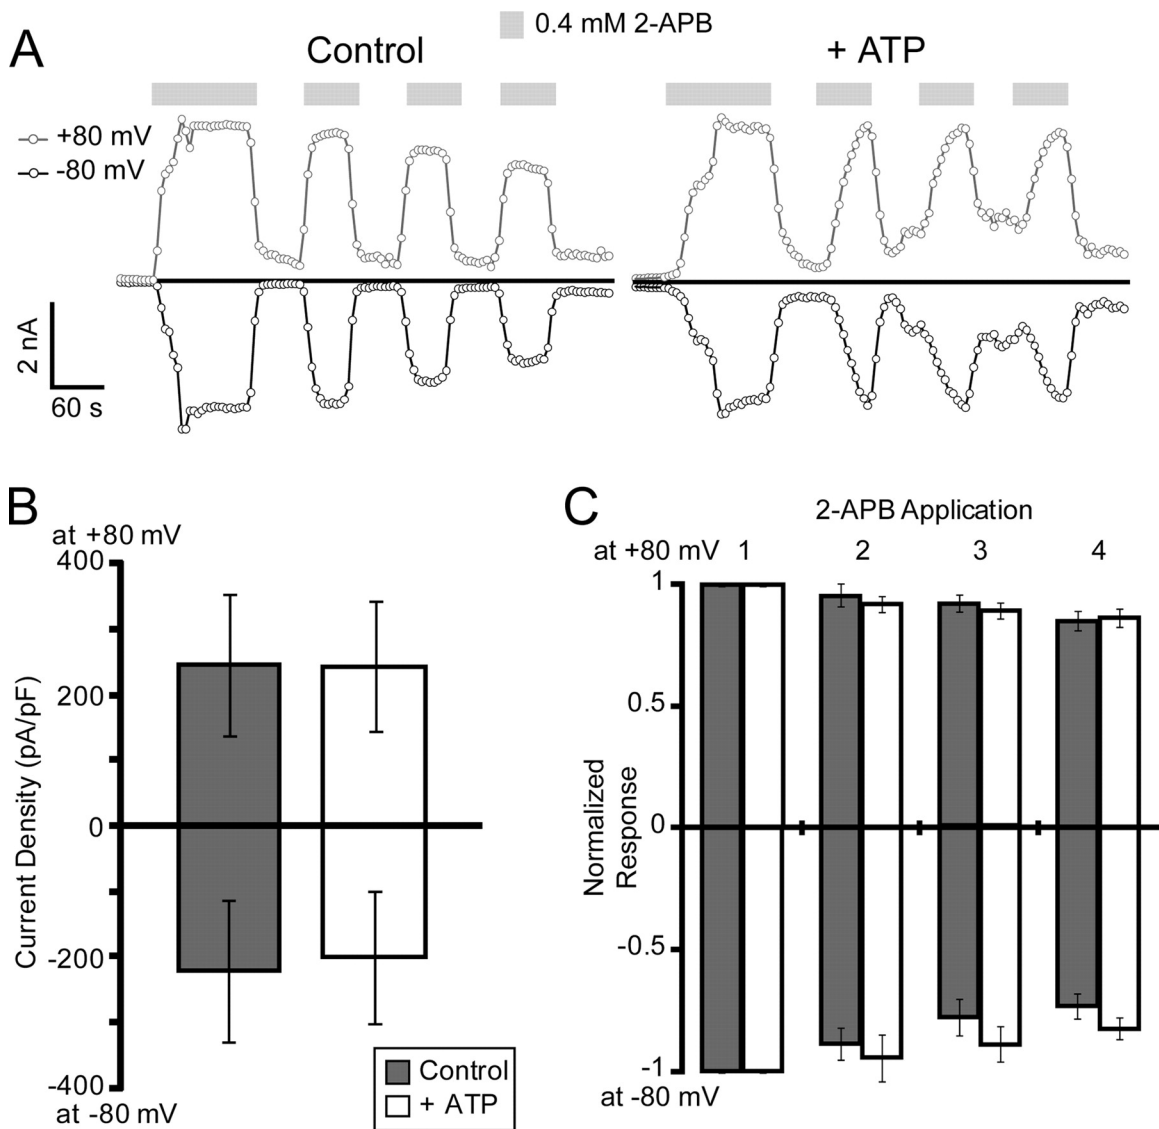 0.4 mM 2-APB
A
Control
+ ATP
+80 mV
-80 mV
2 nA
60 s
B
at +80 mV
400
200
0
-200
-400
at -80 mV
Current Density (pA/pF)
Control
+ ATP
C
2-APB Application
at +80 mV 1 2 3 4
1
0.5
0
-0.5
-1
at -80 mV
Normalized
Response